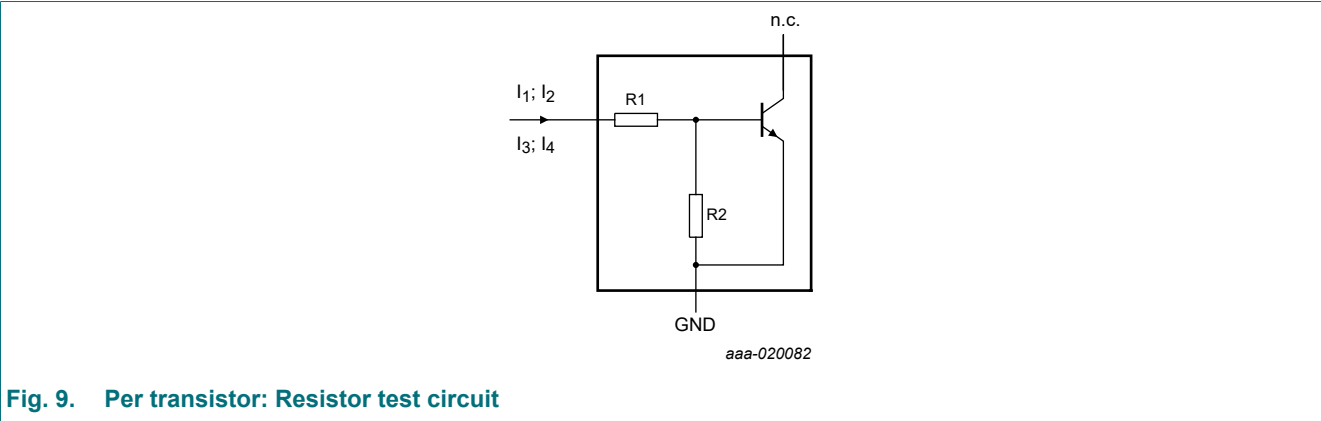 n.c.
I1; I2
R1
I3; I4
R2
GND
aaa-020082
Fig. 9. Per transistor: Resistor test circuit